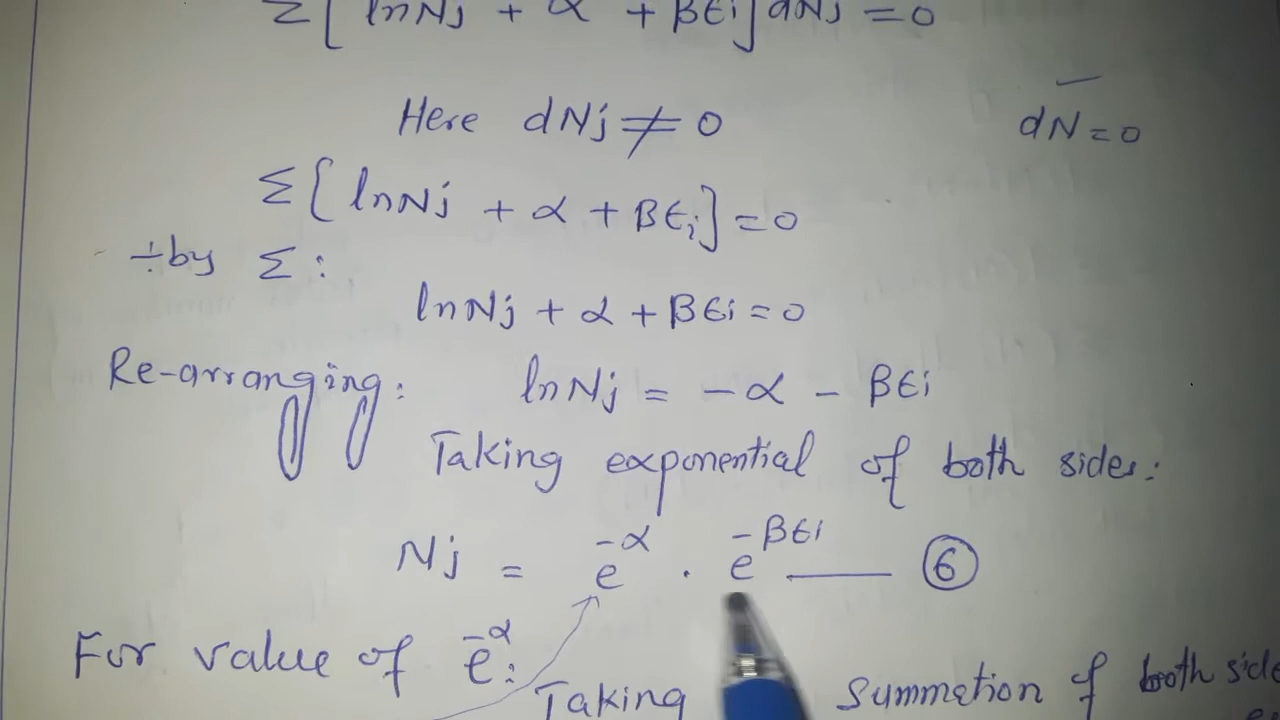 Σ[ lnNj + α + βϵi] dNj = 0
Here dNj ≠ 0
dN = 0
Σ[ lnNj + α + βϵi] = 0
÷by Σ:
lnNj + α + βϵi = 0
Re-arranging: lnNj = -α - βϵi
Taking exponential of both sides:
Nj = e^-α . e^-βϵi —— ⑥
For value of e^-α:
Taking Summetion of both side